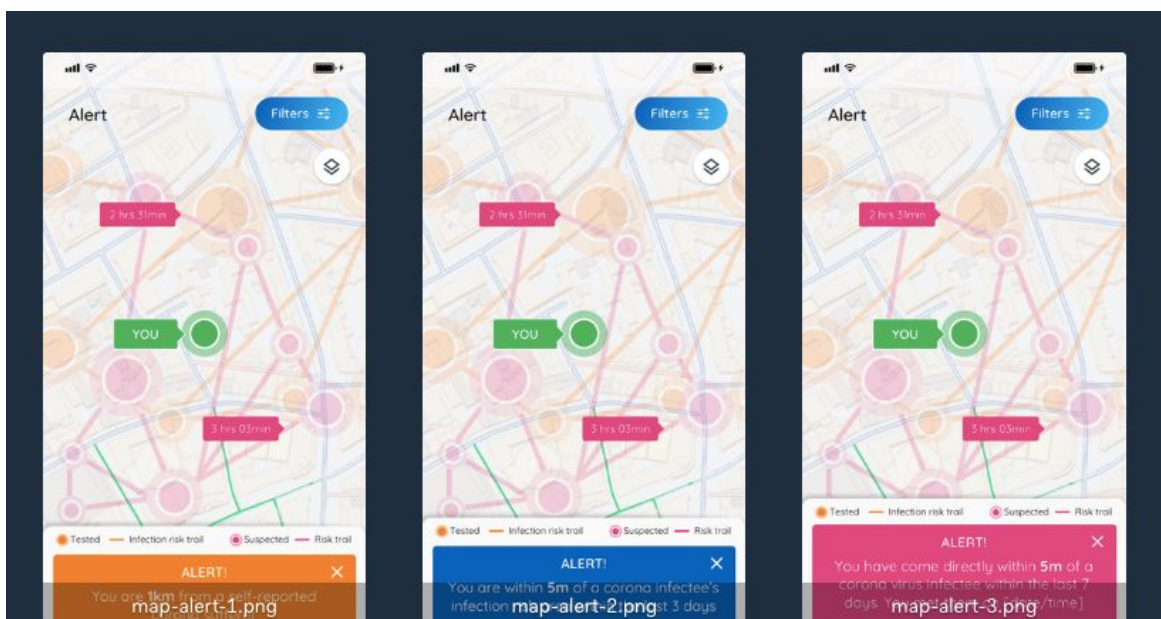 Alert
Filters
2 hrs 31min
YOU
3 hrs 03min
Tested Infection risk trail Suspected Risk trail
ALERT!
You are 1km from a self-reported
map-alert-1.png
Alert
Filters
2 hrs 31min
YOU
3 hrs 03min
Tested Infection risk trail Suspected Risk trail
ALERT!
You are within 5m of a corona infectee's
infection st 3 days
map-alert-2.png
Alert
Filters
2 hrs 31min
YOU
3 hrs 03min
Tested Infection risk trail Suspected Risk trail
ALERT!
You have come directly within 5m of a
corona virus infectee within the last 7
days. You met e/time]
map-alert-3.png